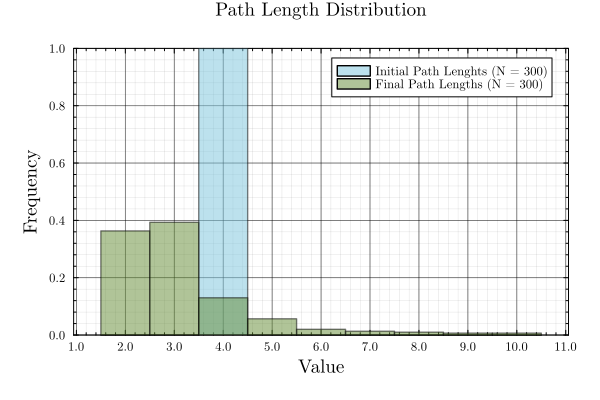 Path Length Distribution
Initial Path Lenghts (N = 300)
Final Path Lengths (N = 300)
Frequency
1.0
0.8
0.6
0.4
0.2
0.0
1.0 2.0 3.0 4.0 5.0 6.0 7.0 8.0 9.0 10.0 11.0
Value